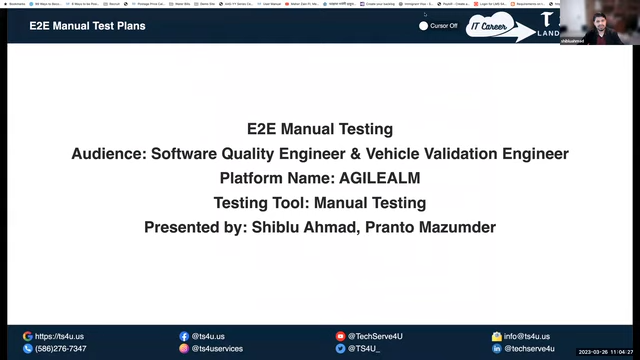 E2E Manual Test Plans
Cursor Off
IT Career
LAND
shibluahmad
E2E Manual Testing
Audience: Software Quality Engineer & Vehicle Validation Engineer
Platform Name: AGILEALM
Testing Tool: Manual Testing
Presented by: Shiblu Ahmad, Pranto Mazumder
https://ts4u.us
@ts4u.us
@TechServe4U
info@ts4u.us
(586)276-7347
@ts4uservices
@TS4U_
@techserve4u
2023-03-26 11:04:27